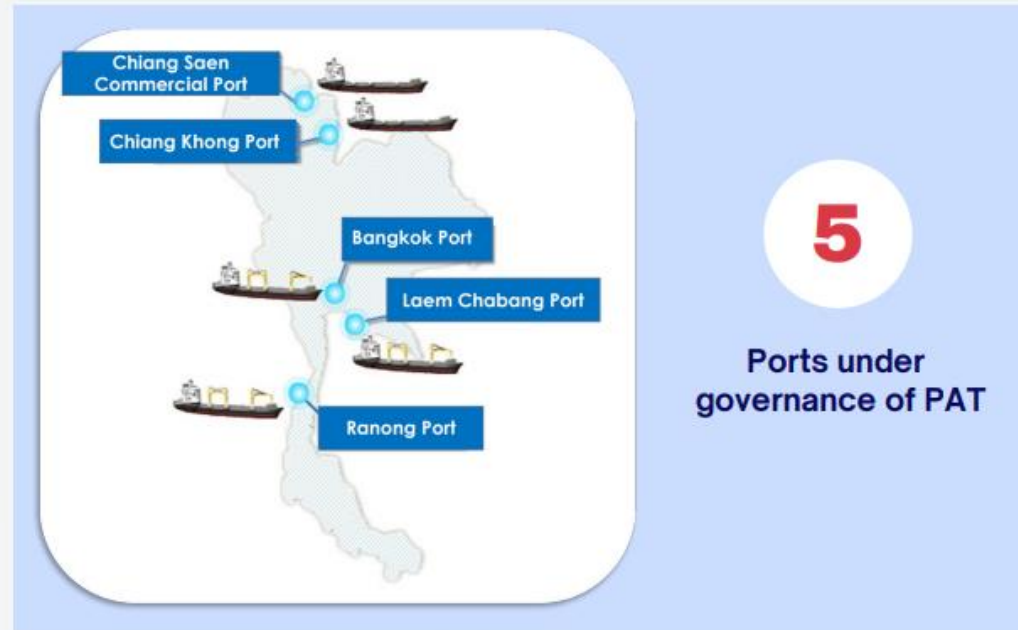 Chiang Saen
Commercial Port
Chiang Khong Port
Bangkok Port
Laem Chabang Port
Ranong Port
5
Ports under
governance of PAT